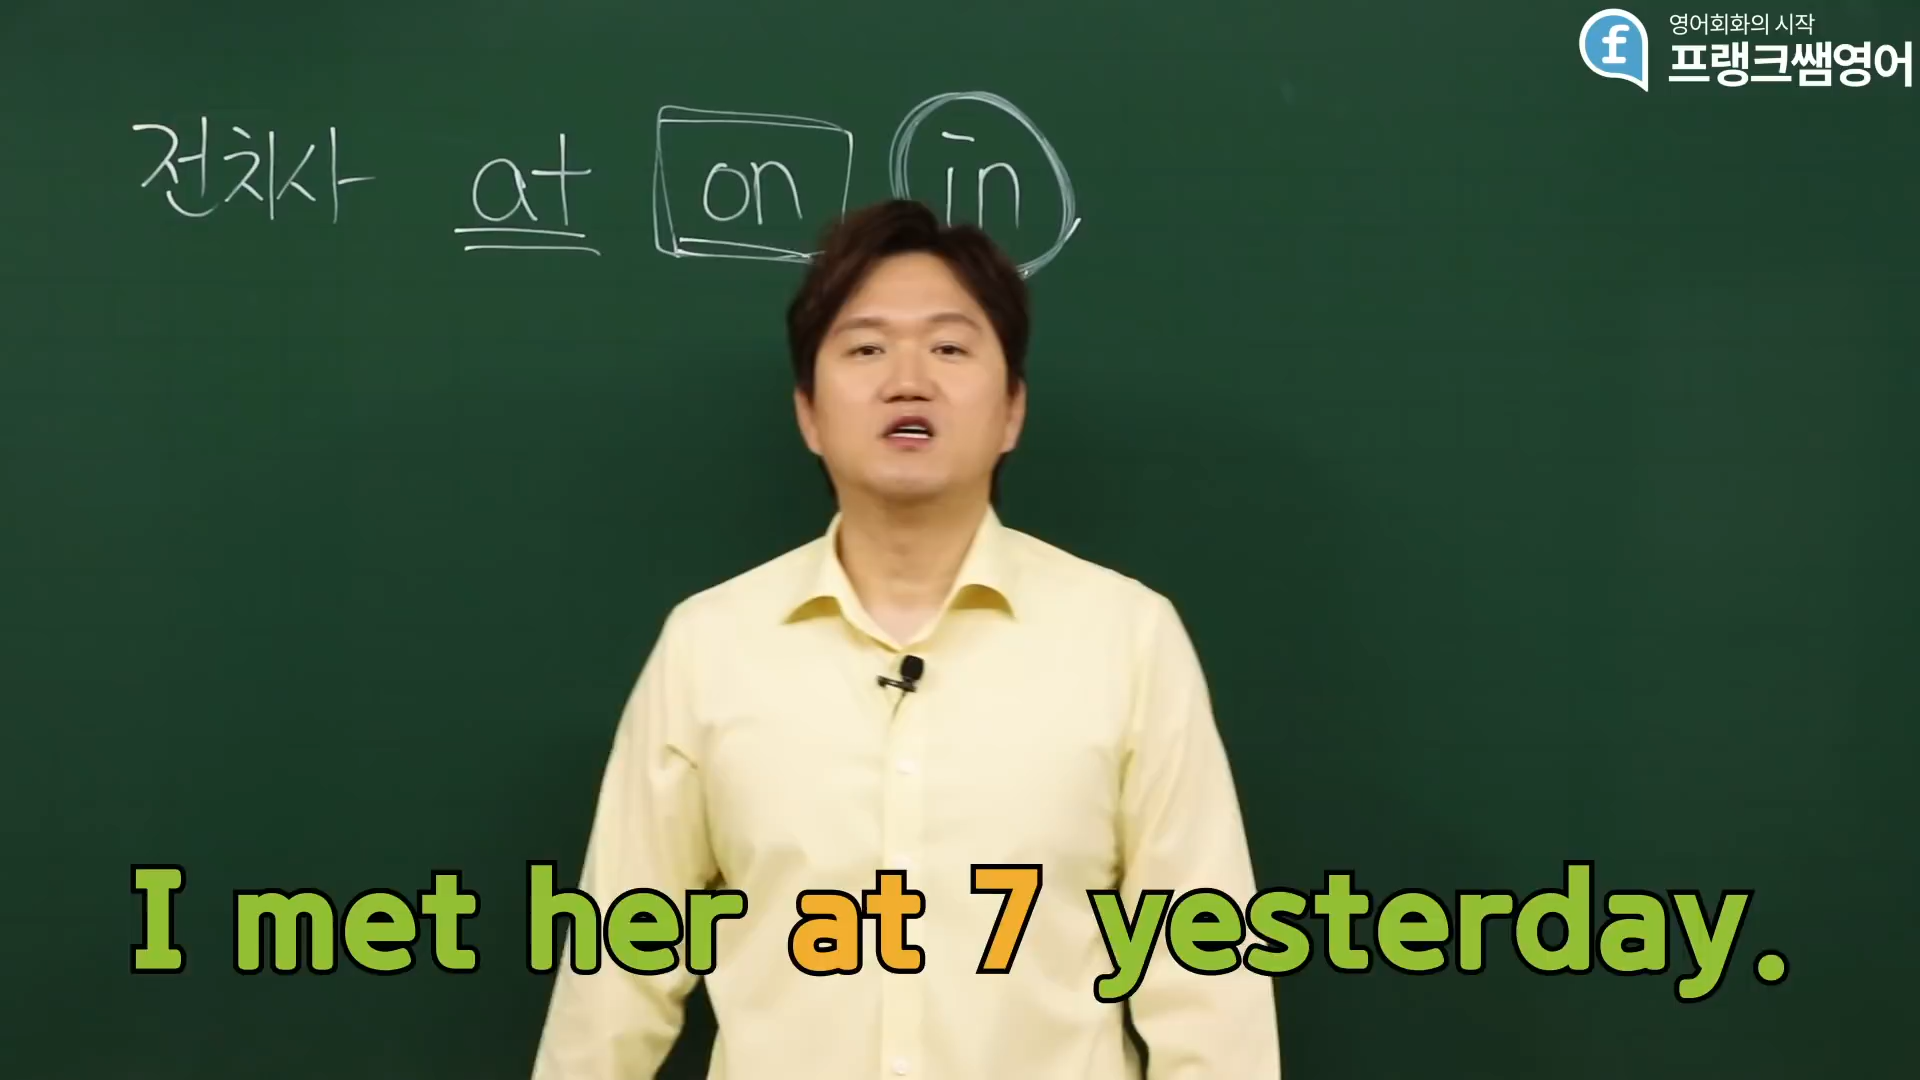 영어회화의 시작
프랭크쌤영어
전치사 at on in
I met her at 7 yesterday.